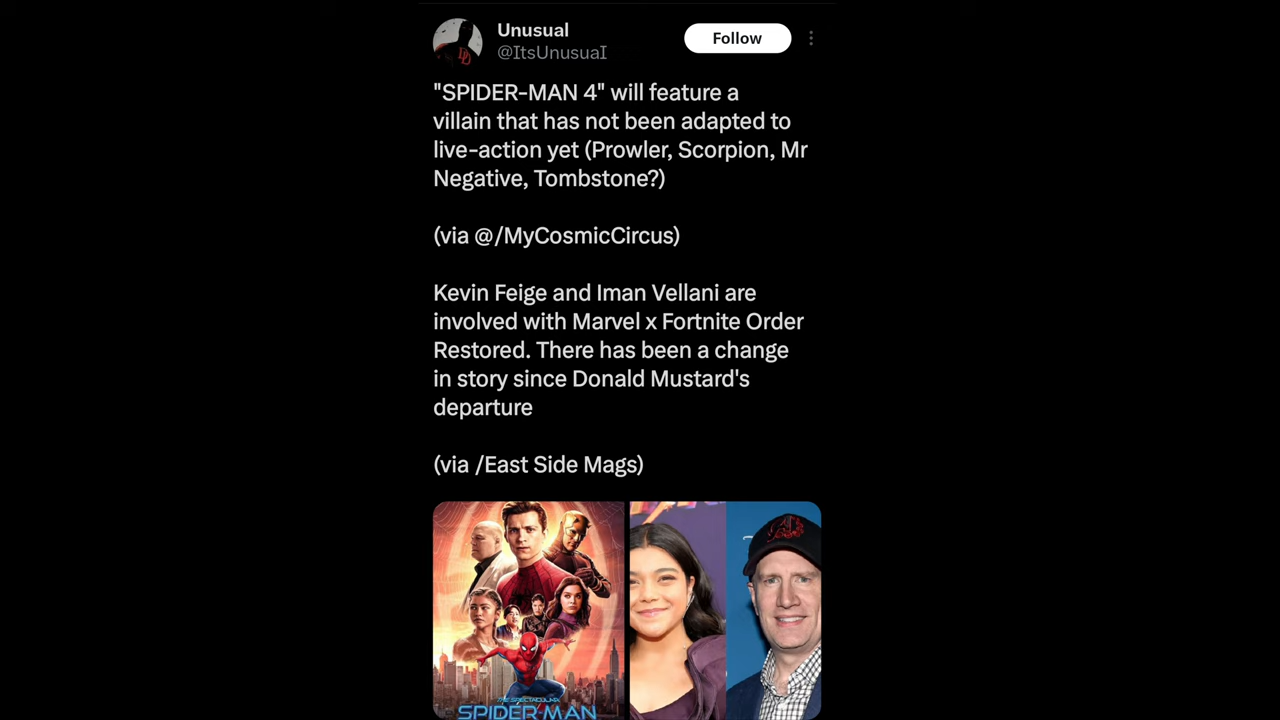 Unusual
@ItsUnusuaI
Follow
"SPIDER-MAN 4" will feature a
villain that has not been adapted to
live-action yet (Prowler, Scorpion, Mr
Negative, Tombstone?)
(via @/MyCosmicCircus)
Kevin Feige and Iman Vellani are
involved with Marvel x Fortnite Order
Restored. There has been a change
in story since Donald Mustard's
departure
(via /East Side Mags)
THE SPECTACULAR
SPIDER-MAN